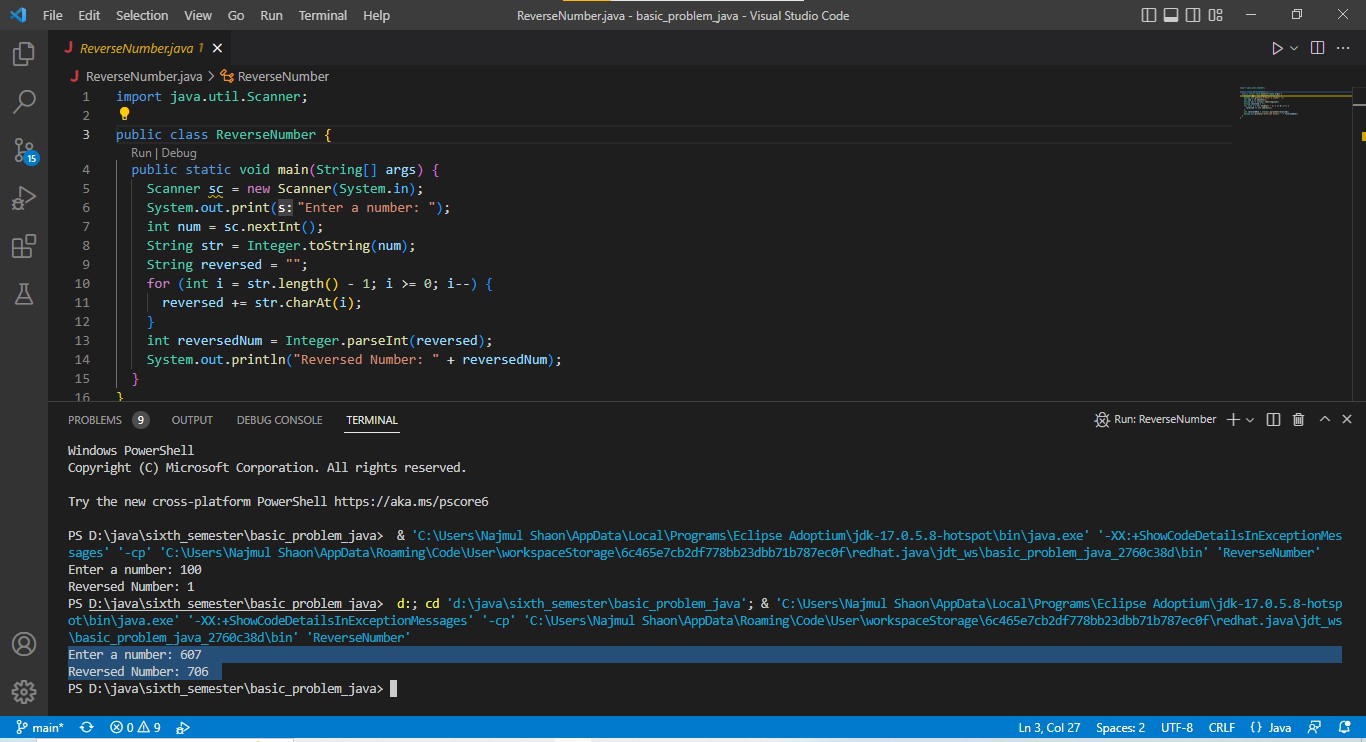 File Edit Selection View Go Run Terminal Help ReverseNumber.java - basic_problem_java - Visual Studio Code
J ReverseNumber.java 1
J ReverseNumber.java > ReverseNumber
1 import java.util.Scanner;
2
3 public class ReverseNumber {
Run | Debug
4 public static void main(String[] args) {
5 Scanner sc = new Scanner(System.in);
6 System.out.print(s: "Enter a number: ");
7 int num = sc.nextInt();
8 String str = Integer.toString(num);
9 String reversed = "";
10 for (int i = str.length() - 1; i >= 0; i--) {
11 reversed += str.charAt(i);
12 }
13 int reversedNum = Integer.parseInt(reversed);
14 System.out.println("Reversed Number: " + reversedNum);
15 }
16 }
15
PROBLEMS 9 OUTPUT DEBUG CONSOLE TERMINAL Run: ReverseNumber
Windows PowerShell
Copyright (C) Microsoft Corporation. All rights reserved.
Try the new cross-platform PowerShell https://aka.ms/pscore6
PS D:\java\sixth_semester\basic_problem_java> & 'C:\Users\Najmul Shaon\AppData\Local\Programs\Eclipse Adoptium\jdk-17.0.5.8-hotspot\bin\java.exe' '-XX:+ShowCodeDetailsInExceptionMes
sages' '-cp' 'C:\Users\Najmul Shaon\AppData\Roaming\Code\User\workspaceStorage\6c465e7cb2df778bb23dbb71b787ec0f\redhat.java\jdt_ws\basic_problem_java_2760c38d\bin' 'ReverseNumber'
Enter a number: 100
Reversed Number: 1
PS D:\java\sixth_semester\basic_problem_java> d:; cd 'd:\java\sixth_semester\basic_problem_java'; & 'C:\Users\Najmul Shaon\AppData\Local\Programs\Eclipse Adoptium\jdk-17.0.5.8-hotsp
ot\bin\java.exe' '-XX:+ShowCodeDetailsInExceptionMessages' '-cp' 'C:\Users\Najmul Shaon\AppData\Roaming\Code\User\workspaceStorage\6c465e7cb2df778bb23dbb71b787ec0f\redhat.java\jdt_ws
\basic_problem_java_2760c38d\bin' 'ReverseNumber'
Enter a number: 607
Reversed Number: 706
PS D:\java\sixth_semester\basic_problem_java>
main* 0 9 Ln 3, Col 27 Spaces: 2 UTF-8 CRLF {} Java